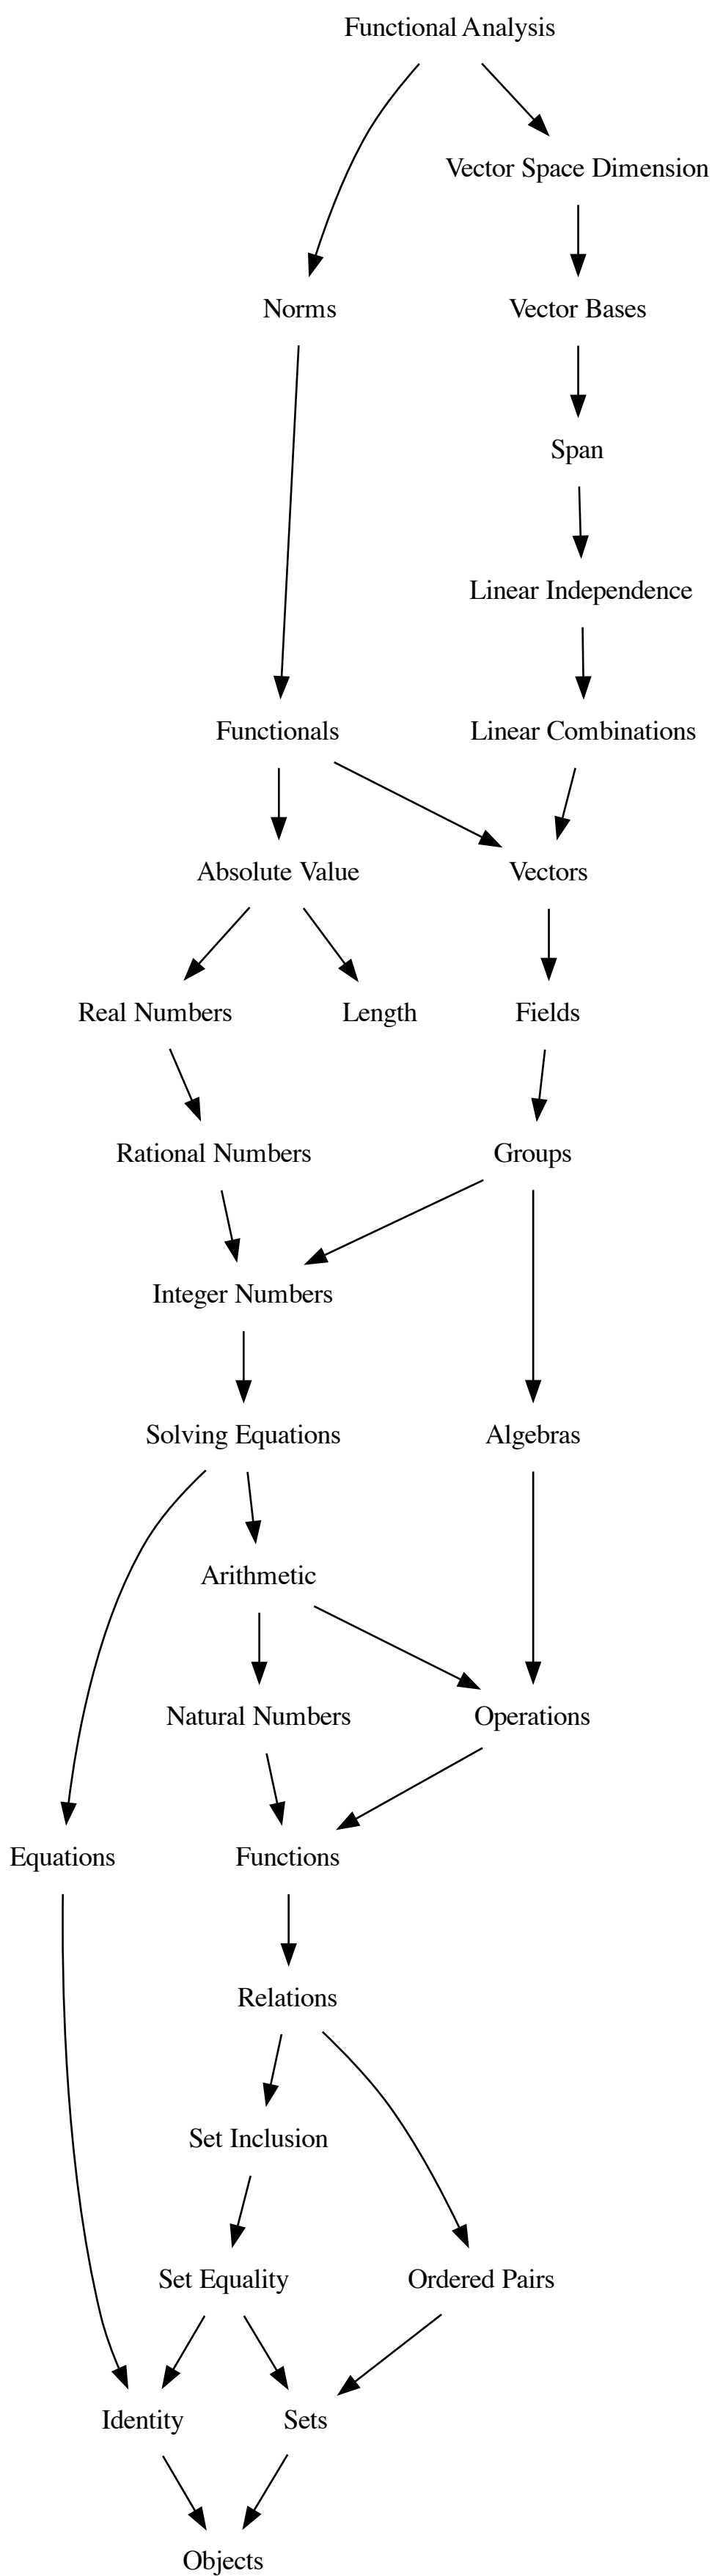 Functional Analysis
Vector Space Dimension
Norms
Vector Bases
Span
Linear Independence
Functionals
Linear Combinations
Absolute Value
Vectors
Real Numbers
Length
Fields
Rational Numbers
Groups
Integer Numbers
Solving Equations
Algebras
Arithmetic
Natural Numbers
Operations
Equations
Functions
Relations
Set Inclusion
Set Equality
Ordered Pairs
Identity
Sets
Objects